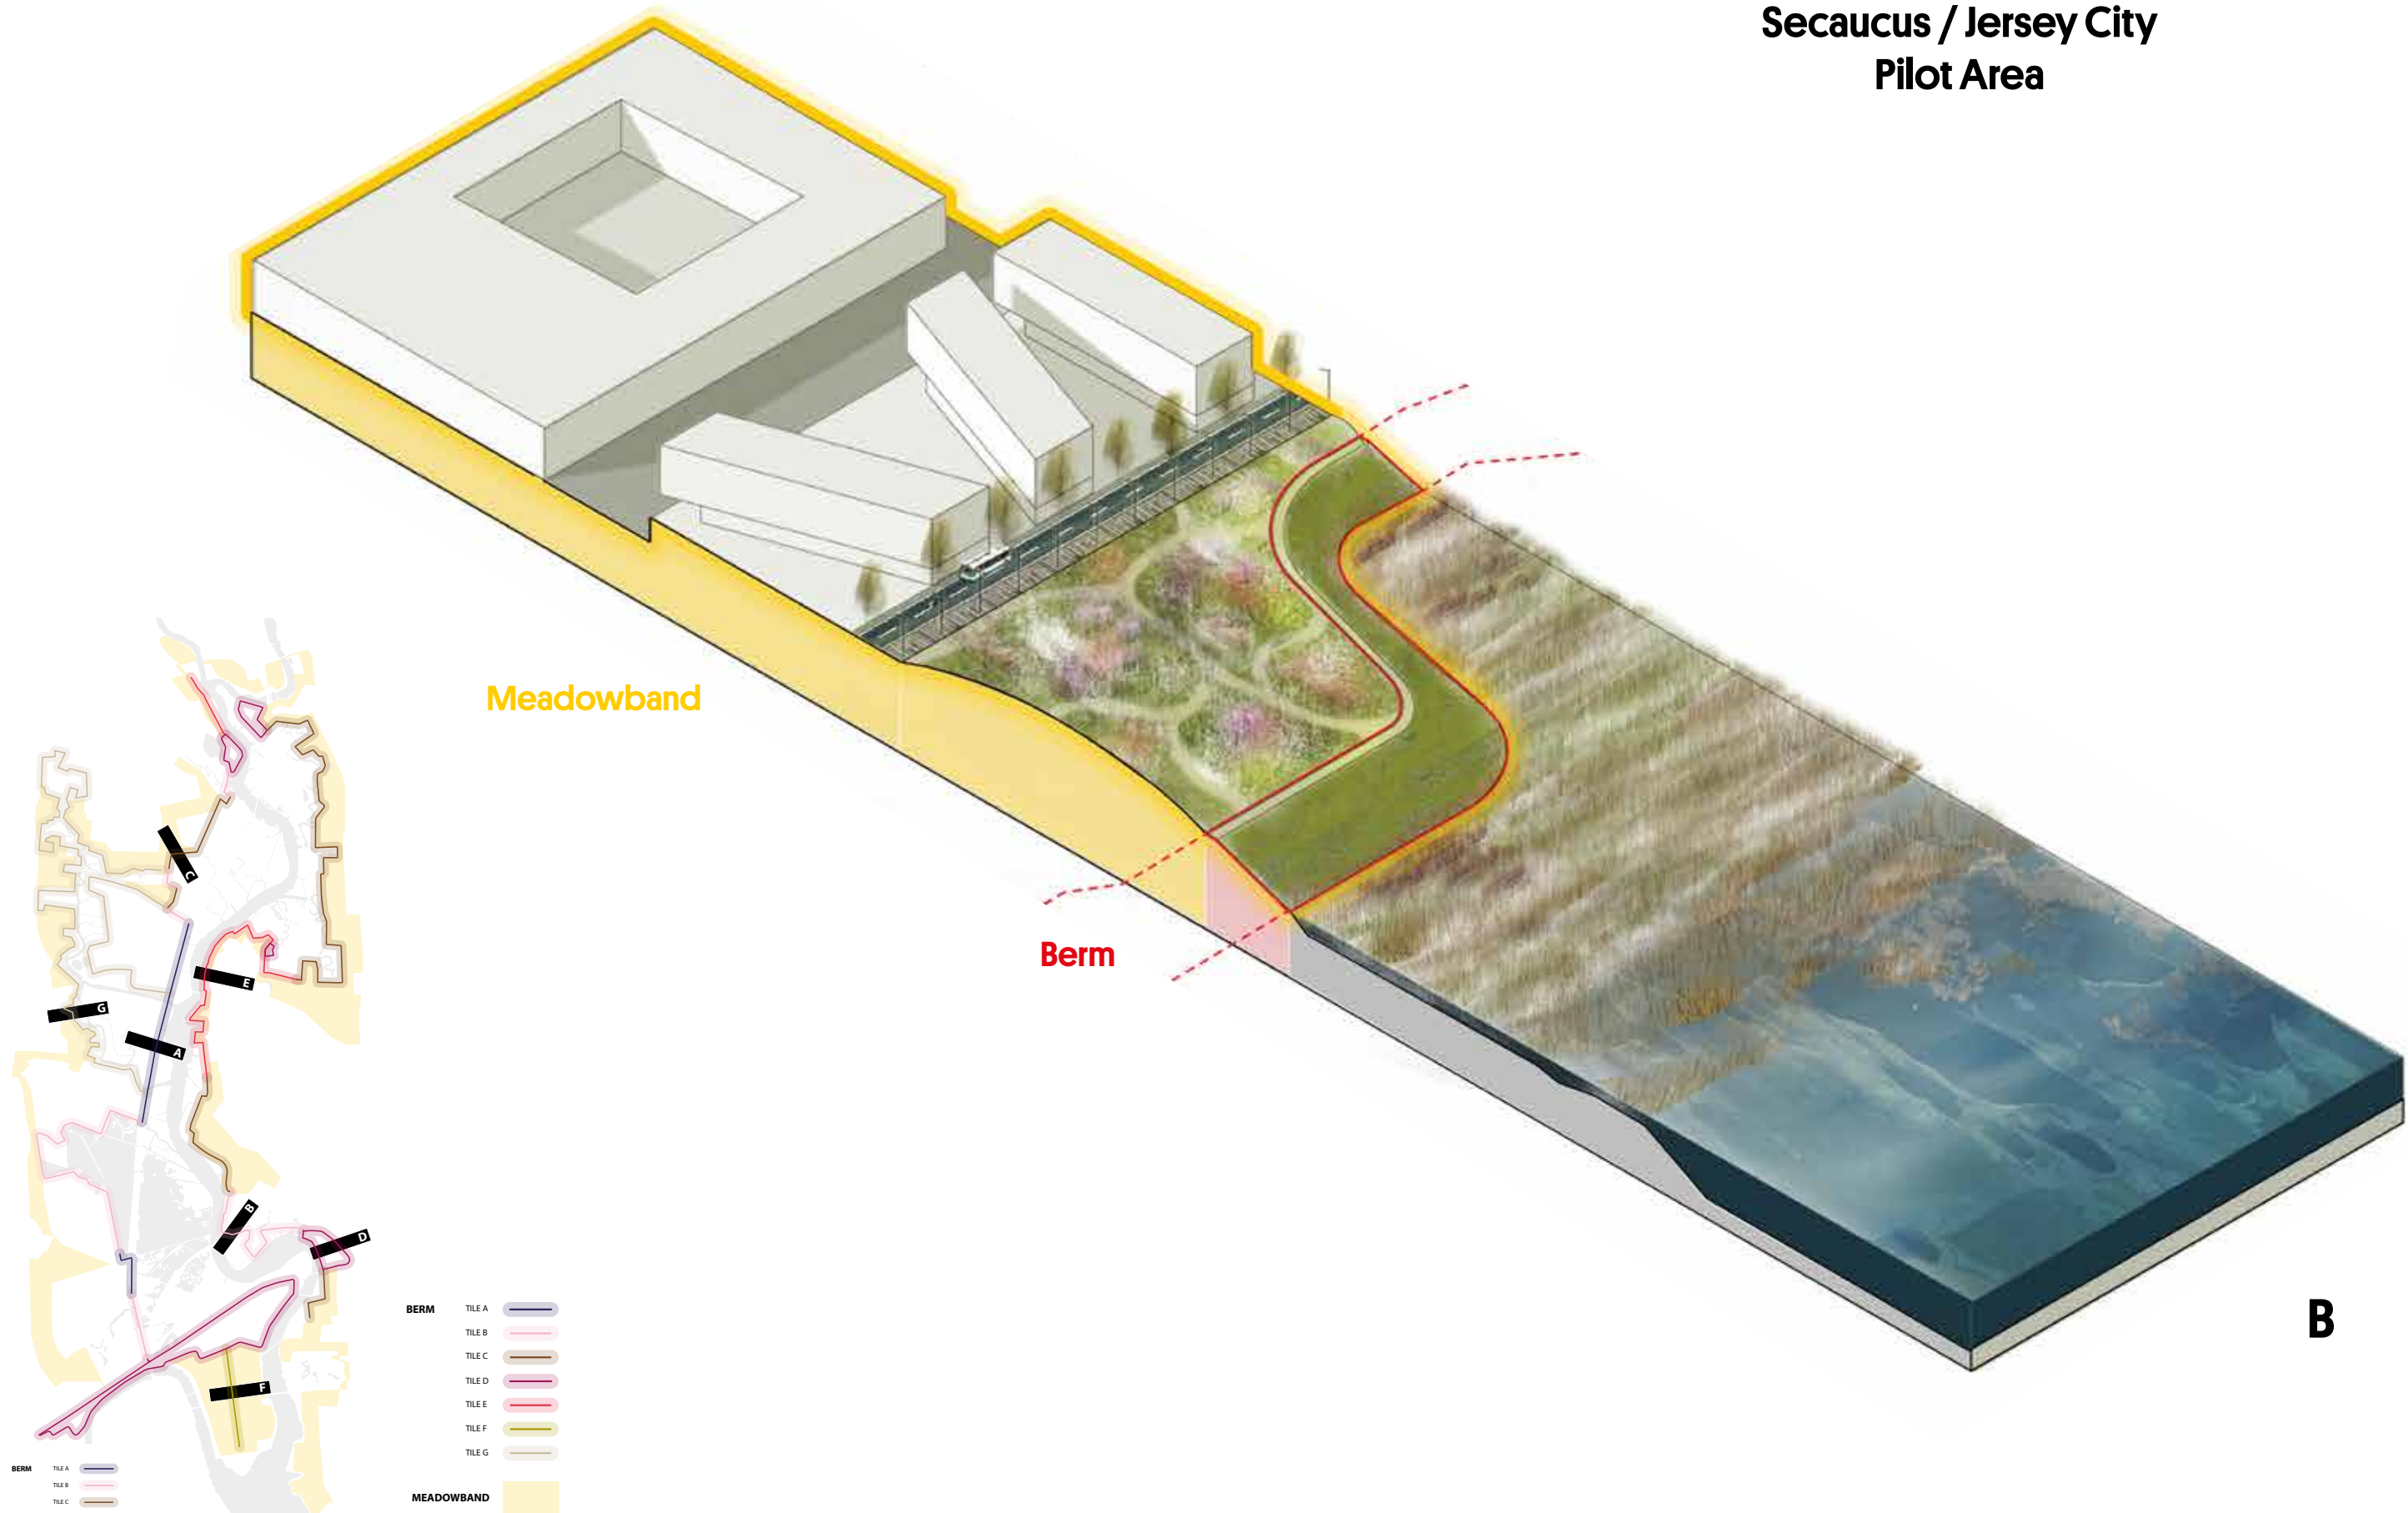 Secaucus / Jersey City
Pilot Area
Meadowband
Berm
C
E
G
A
B
D
F
BERM TILE A
TILE B
TILE C
TILE D
TILE E
TILE F
TILE G
MEADOWBAND
BERM TILE A
TILE B
TILE C
B